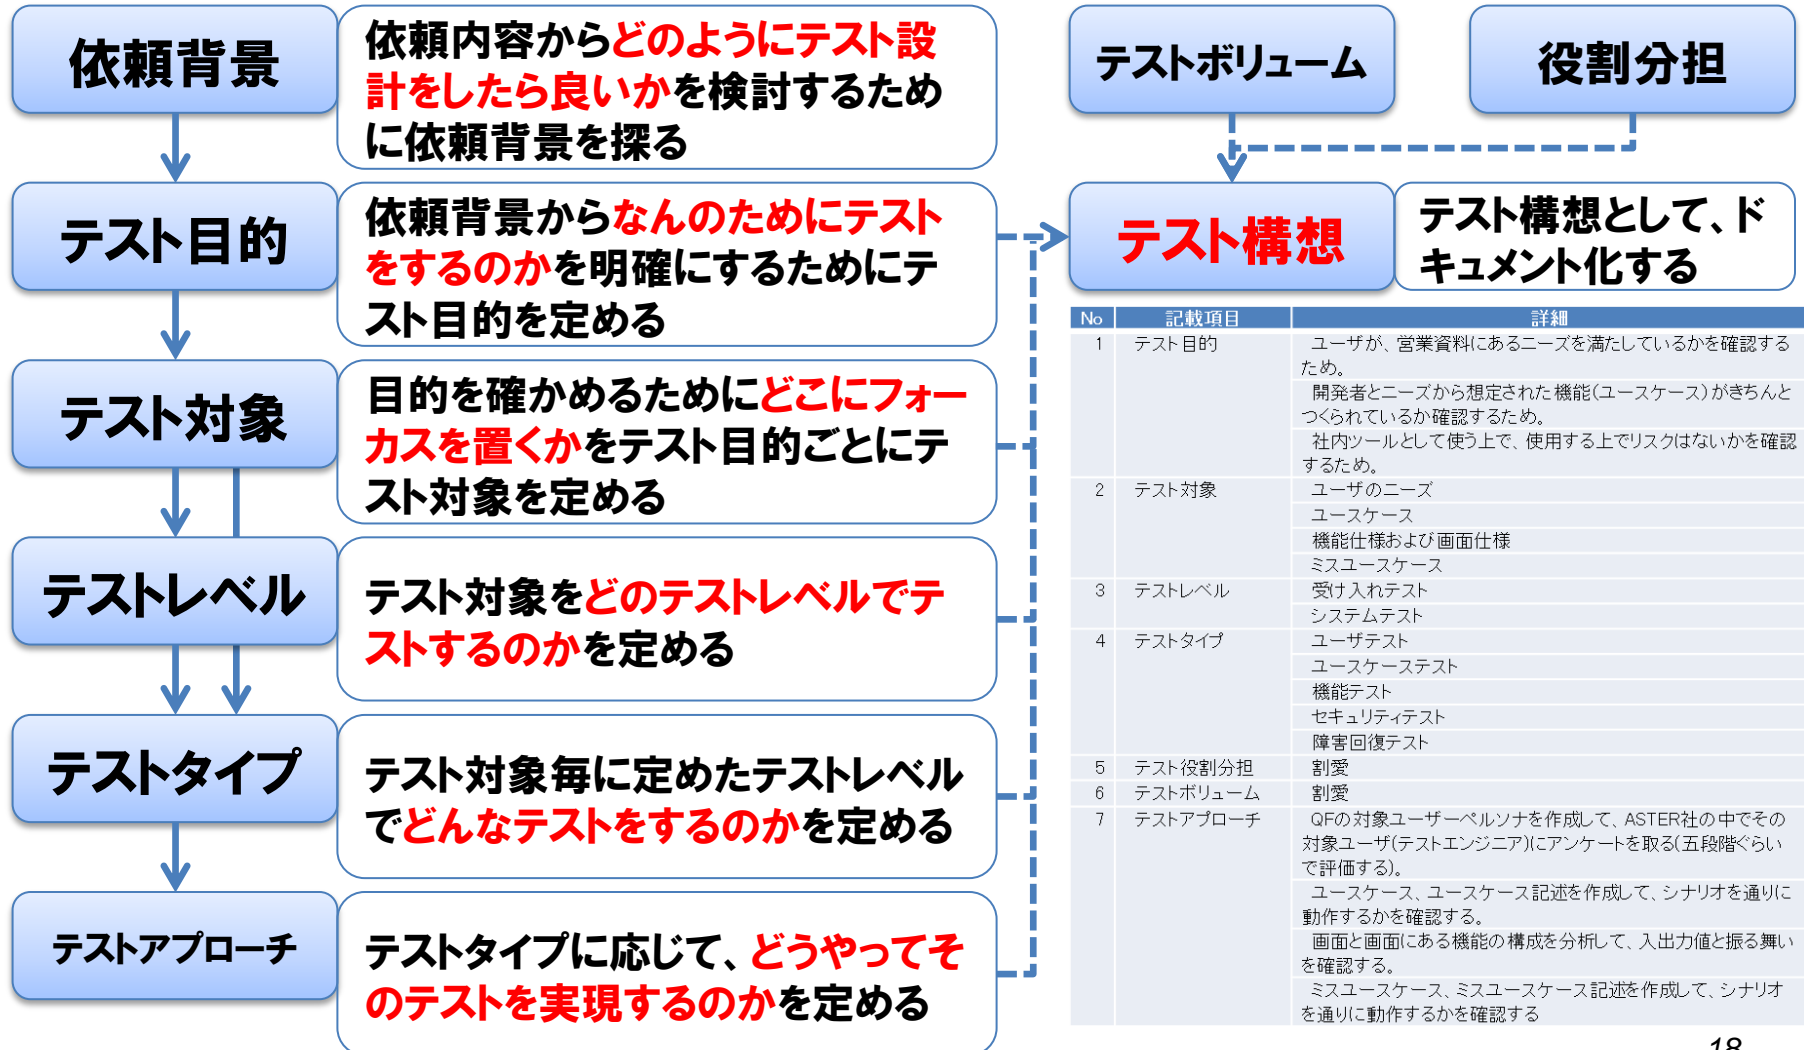 依頼背景
依頼内容からどのようにテスト設
計をしたら良いかを検討するため
に依頼背景を探る
テスト目的
依頼背景からなんのためにテスト
をするのかを明確にするためにテ
スト目的を定める
テスト対象
目的を確かめるためにどこにフォー
カスを置くかをテスト目的ごとにテ
スト対象を定める
テストレベル
テスト対象をどのテストレベルでテ
ストするのかを定める
テストタイプ
テスト対象毎に定めたテストレベル
でどんなテストをするのかを定める
テストアプローチ
テストタイプに応じて、どうやってそ
のテストを実現するのかを定める
テストボリューム
役割分担
テスト構想
テスト構想として、ド
キュメント化する
No 記載項目 詳細
1 テスト目的 ユーザが、営業資料にあるニーズを満たしているかを確認する
ため。
開発者とニーズから想定された機能(ユースケース)がきちんと
つくられているか確認するため。
社内ツールとして使う上で、使用する上でリスクはないかを確認
するため。
2 テスト対象 ユーザのニーズ
ユースケース
機能仕様および画面仕様
ミスユースケース
3 テストレベル 受け入れテスト
システムテスト
4 テストタイプ ユーザテスト
ユースケーステスト
機能テスト
セキュリティテスト
障害回復テスト
5 テスト役割分担 割愛
6 テストボリューム 割愛
7 テストアプローチ QFの対象ユーザーペルソナを作成して、ASTER社の中でその
対象ユーザ(テストエンジニア)にアンケートを取る(五段階ぐらい
で評価する)。
ユースケース、ユースケース記述を作成して、シナリオを通りに
動作するかを確認する。
画面と画面にある機能の構成を分析して、入出力値と振る舞い
を確認する。
ミスユースケース、ミスユースケース記述を作成して、シナリオ
を通りに動作するかを確認する
18